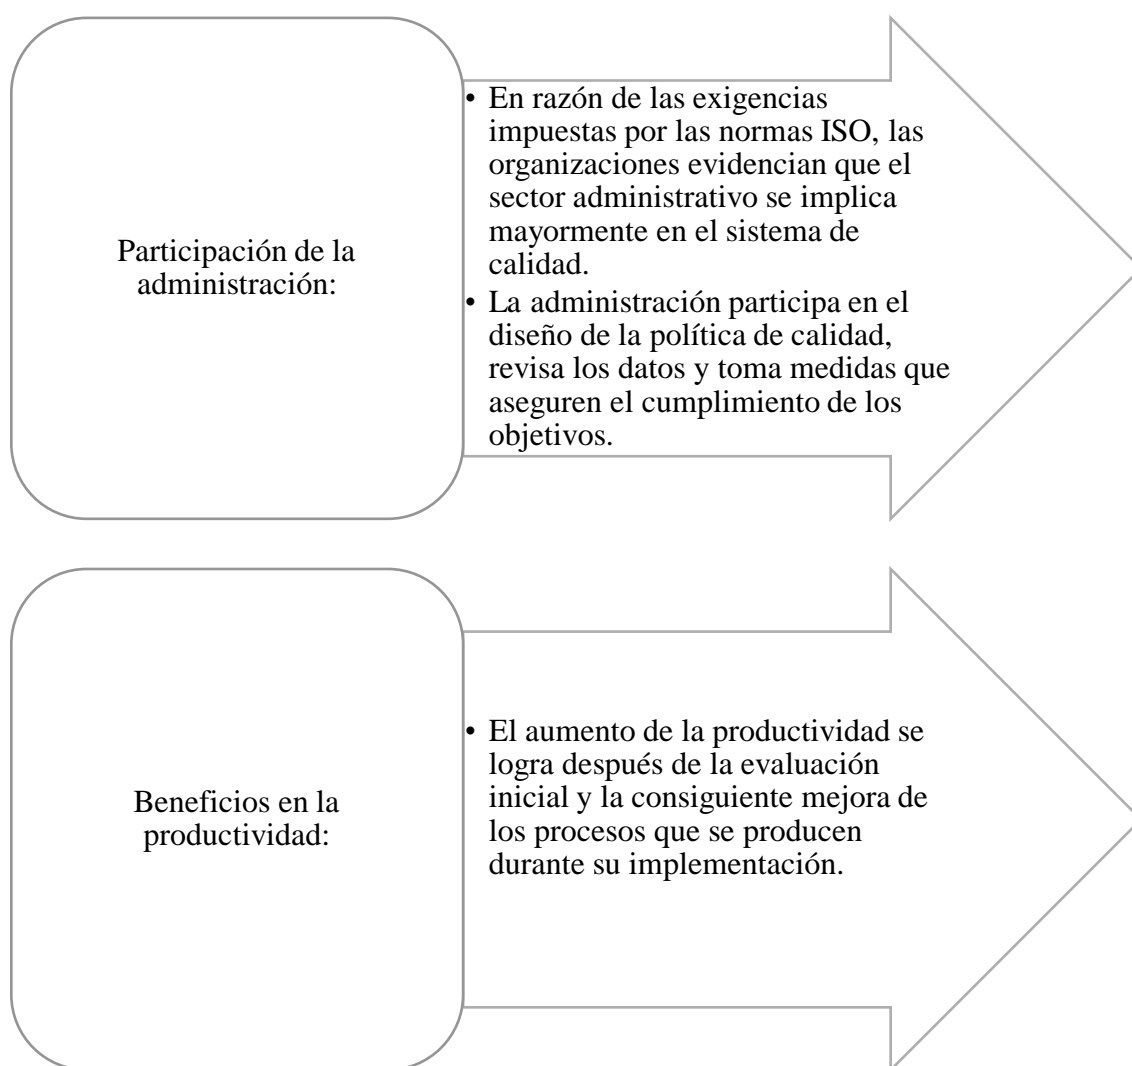 Participación de la
administración:
• En razón de las exigencias
impuestas por las normas ISO, las
organizaciones evidencian que el
sector administrativo se implica
mayormente en el sistema de
calidad.
• La administración participa en el
diseño de la política de calidad,
revisa los datos y toma medidas que
aseguren el cumplimiento de los
objetivos.
Beneficios en la
productividad:
• El aumento de la productividad se
logra después de la evaluación
inicial y la consiguiente mejora de
los procesos que se producen
durante su implementación.